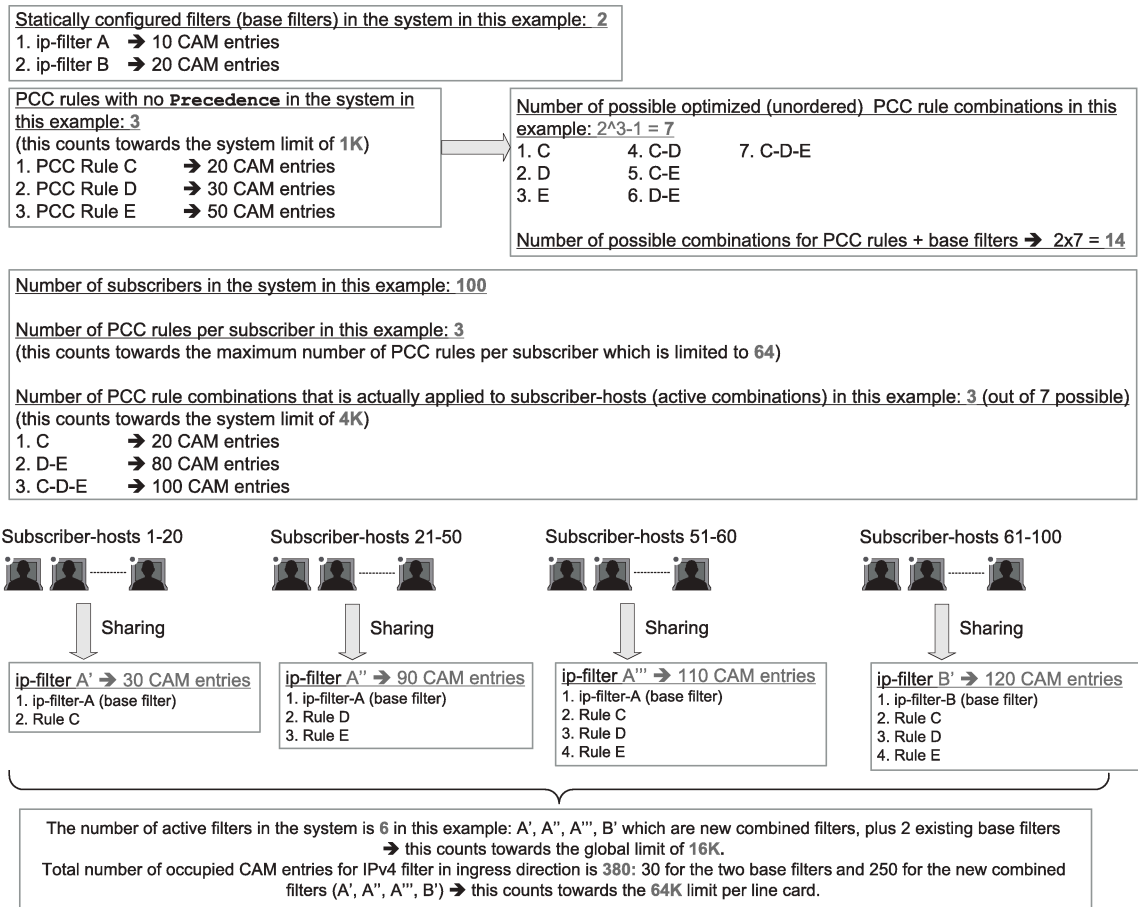 Statically configured filters (base filters) in the system in this example: 2
1. ip-filter A ➔ 10 CAM entries
2. ip-filter B ➔ 20 CAM entries
PCC rules with no Precedence in the system in
this example: 3
(this counts towards the system limit of 1K)
1. PCC Rule C ➔ 20 CAM entries
2. PCC Rule D ➔ 30 CAM entries
3. PCC Rule E ➔ 50 CAM entries
Number of possible optimized (unordered) PCC rule combinations in this
example: 2^3-1 = 7
1. C 4. C-D 7. C-D-E
2. D 5. C-E
3. E 6. D-E
Number of possible combinations for PCC rules + base filters ➔ 2x7 = 14
Number of subscribers in the system in this example: 100
Number of PCC rules per subscriber in this example: 3
(this counts towards the maximum number of PCC rules per subscriber which is limited to 64)
Number of PCC rule combinations that is actually applied to subscriber-hosts (active combinations) in this example: 3 (out of 7 possible)
(this counts towards the system limit of 4K)
1. C ➔ 20 CAM entries
2. D-E ➔ 80 CAM entries
3. C-D-E ➔ 100 CAM entries
Subscriber-hosts 1-20
Sharing
ip-filter A' ➔ 30 CAM entries
1. ip-filter-A (base filter)
2. Rule C
Subscriber-hosts 21-50
Sharing
ip-filter A'' ➔ 90 CAM entries
1. ip-filter-A (base filter)
2. Rule D
3. Rule E
Subscriber-hosts 51-60
Sharing
ip-filter A''' ➔ 110 CAM entries
1. ip-filter-A (base filter)
2. Rule C
3. Rule D
4. Rule E
Subscriber-hosts 61-100
Sharing
ip-filter B' ➔ 120 CAM entries
1. ip-filter-B (base filter)
2. Rule C
3. Rule D
4. Rule E
The number of active filters in the system is 6 in this example: A', A'', A''', B' which are new combined filters, plus 2 existing base filters
➔ this counts towards the global limit of 16K.
Total number of occupied CAM entries for IPv4 filter in ingress direction is 380: 30 for the two base filters and 250 for the new combined
filters (A', A'', A''', B') ➔ this counts towards the 64K limit per line card.